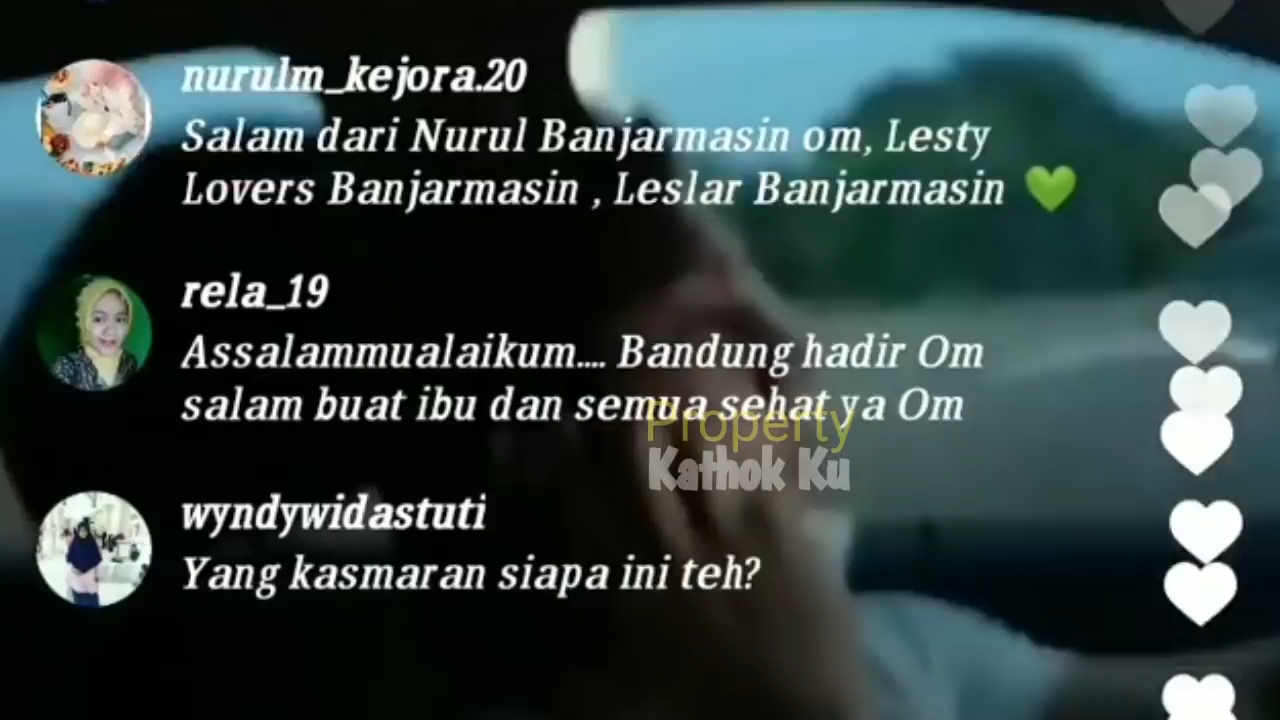 nurulm_kejora.20
Salam dari Nurul Banjarmasin om, Lesty
Lovers Banjarmasin , Leslar Banjarmasin 💚
rela_19
Assalammualaikum.... Bandung hadir Om
salam buat ibu dan semua sehat ya Om
Property
Kathok Ku
wyndywidastuti
Yang kasmaran siapa ini teh?